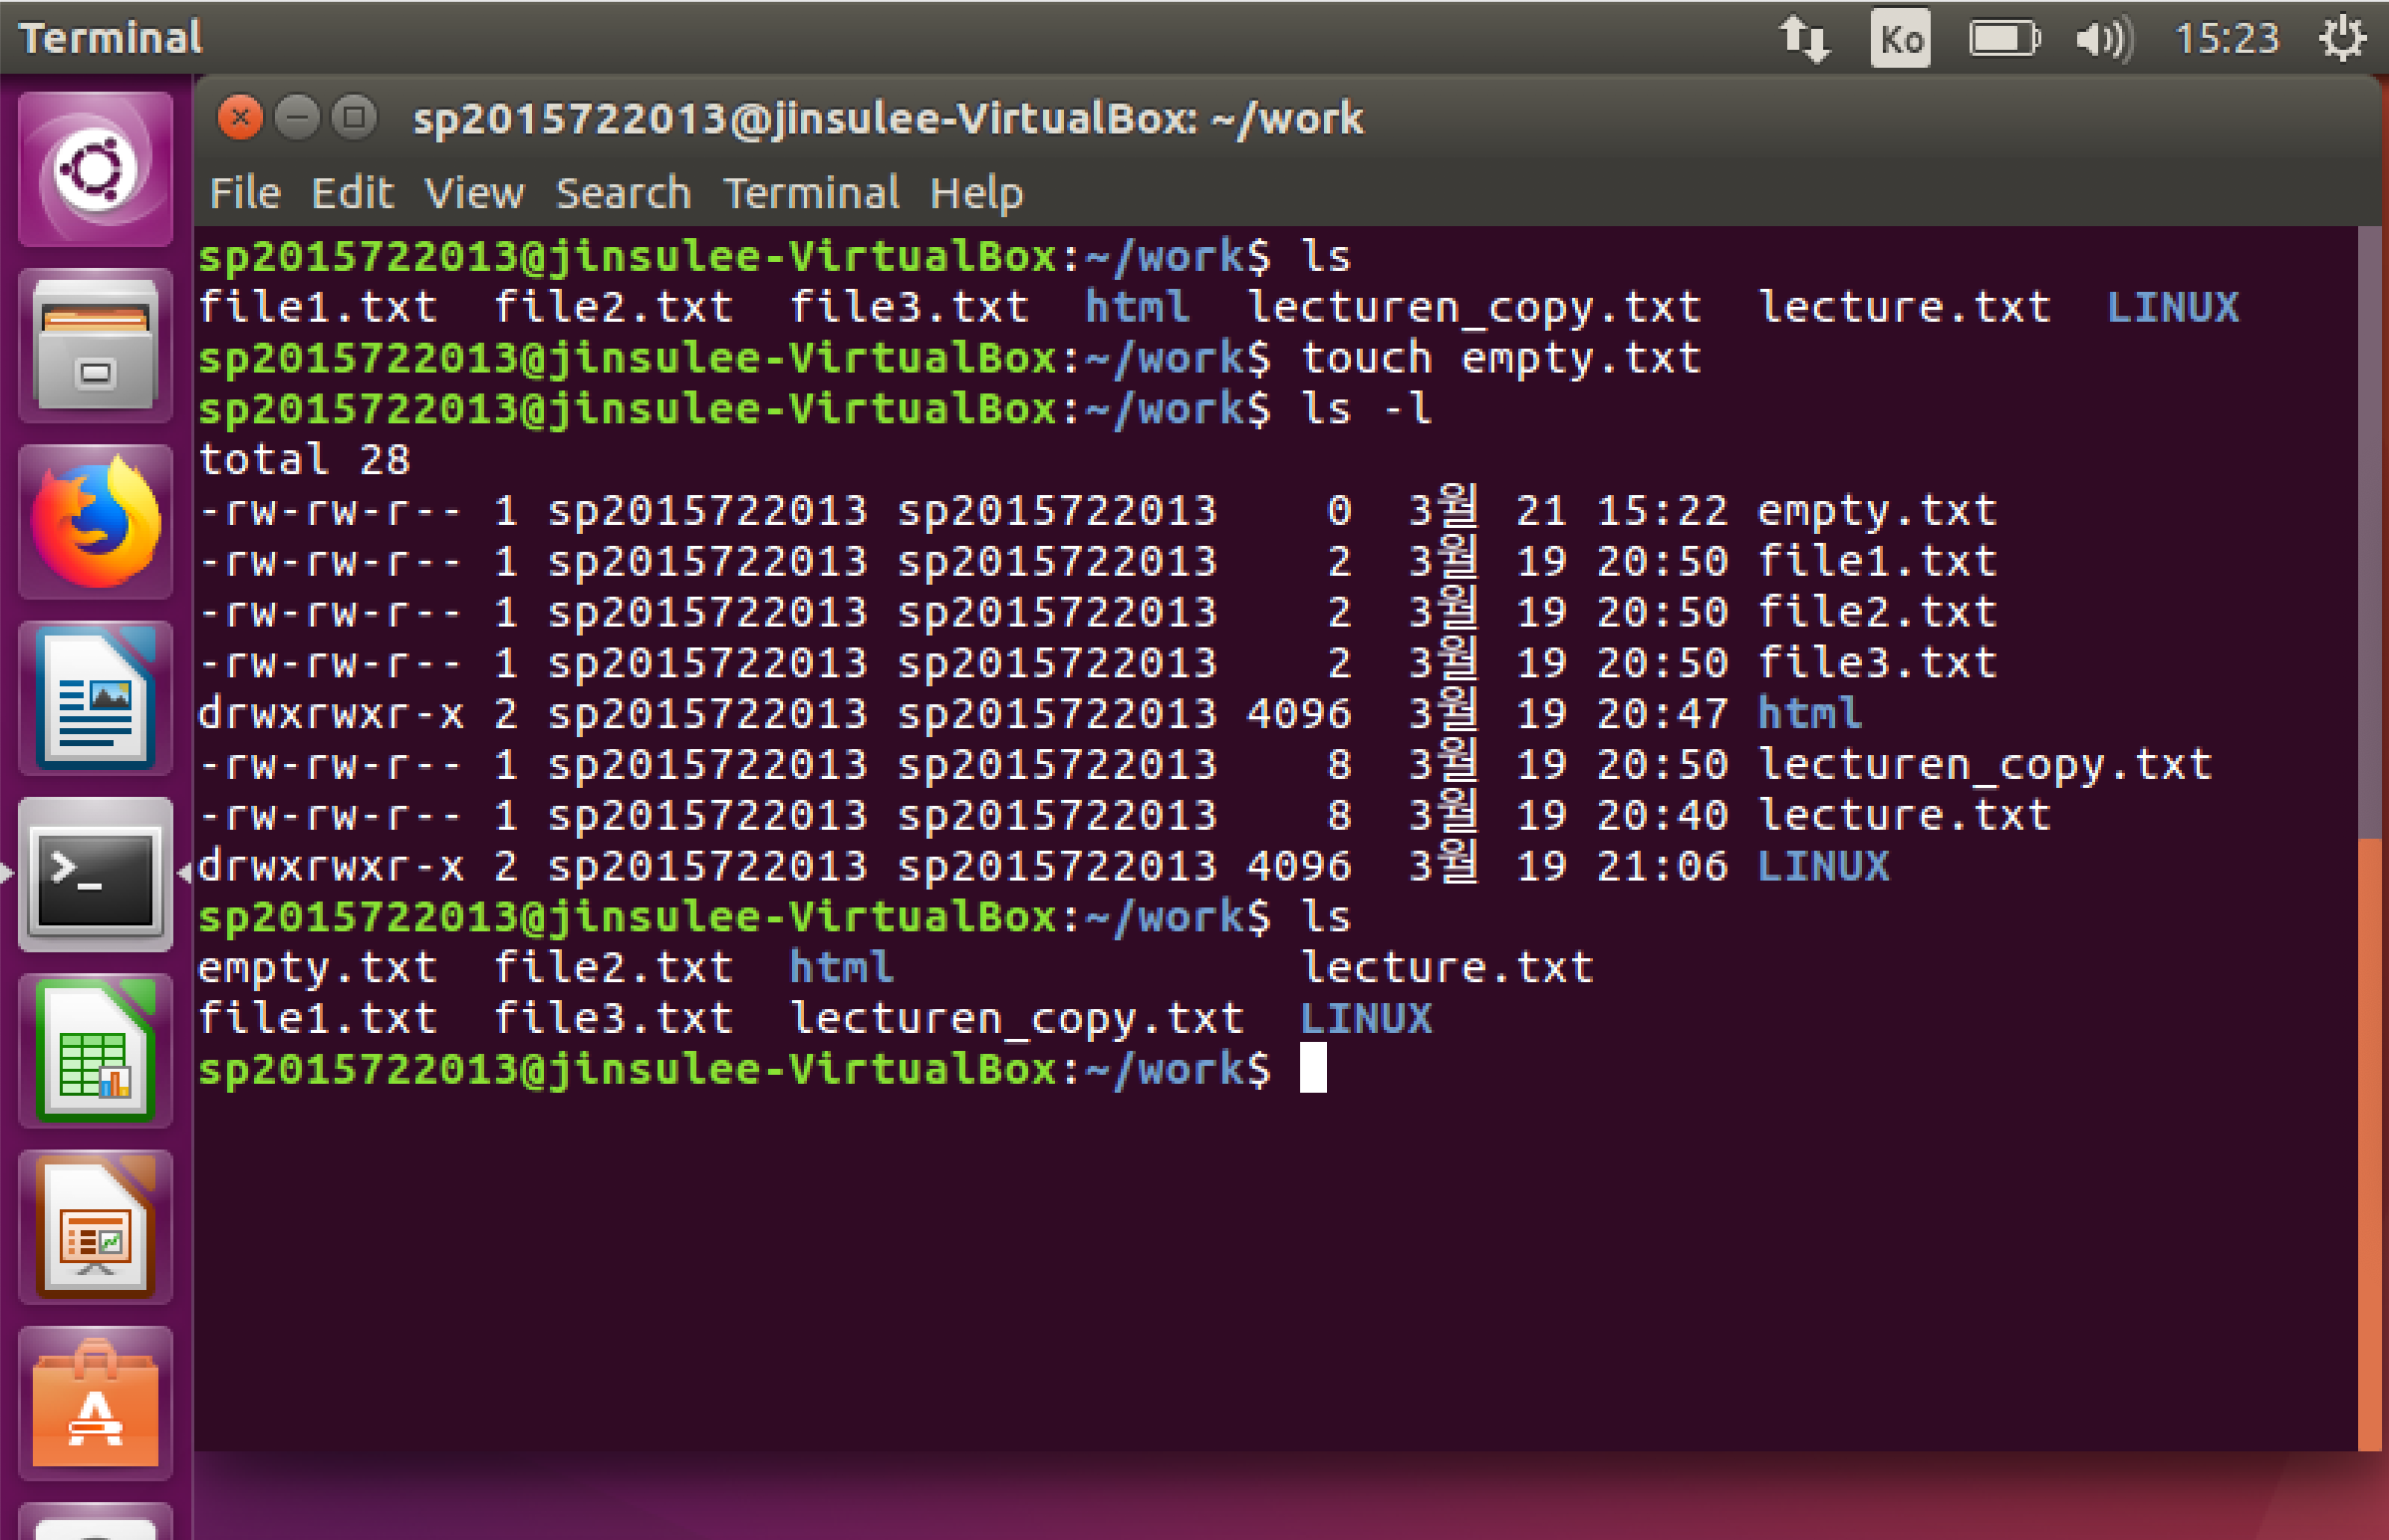 Terminal
Ko 15:23
sp2015722013@jinsulee-VirtualBox: ~/work
File Edit View Search Terminal Help
sp2015722013@jinsulee-VirtualBox:~/work$ ls
file1.txt  file2.txt  file3.txt  html  lecturen_copy.txt  lecture.txt  LINUX
sp2015722013@jinsulee-VirtualBox:~/work$ touch empty.txt
sp2015722013@jinsulee-VirtualBox:~/work$ ls -l
total 28
-rw-rw-r-- 1 sp2015722013 sp2015722013    0  3월 21 15:22 empty.txt
-rw-rw-r-- 1 sp2015722013 sp2015722013    2  3월 19 20:50 file1.txt
-rw-rw-r-- 1 sp2015722013 sp2015722013    2  3월 19 20:50 file2.txt
-rw-rw-r-- 1 sp2015722013 sp2015722013    2  3월 19 20:50 file3.txt
drwxrwxr-x 2 sp2015722013 sp2015722013 4096  3월 19 20:47 html
-rw-rw-r-- 1 sp2015722013 sp2015722013    8  3월 19 20:50 lecturen_copy.txt
-rw-rw-r-- 1 sp2015722013 sp2015722013    8  3월 19 20:40 lecture.txt
drwxrwxr-x 2 sp2015722013 sp2015722013 4096  3월 19 21:06 LINUX
sp2015722013@jinsulee-VirtualBox:~/work$ ls
empty.txt  file2.txt  html               lecture.txt
file1.txt  file3.txt  lecturen_copy.txt  LINUX
sp2015722013@jinsulee-VirtualBox:~/work$